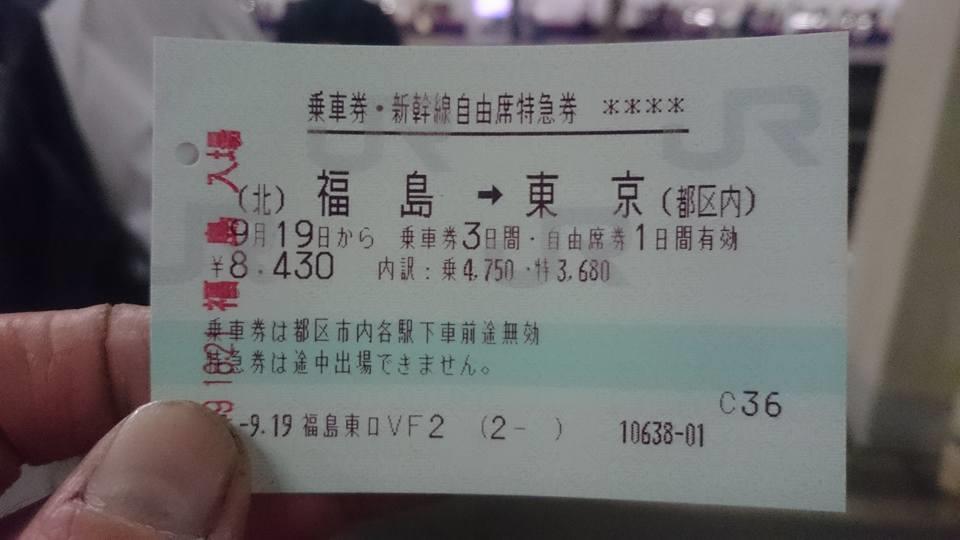 乗車券・新幹線自由席特急券 ****
(北) 福島 → 東京 (都区内)
9月19日から 乗車券3日間・自由席券1日間有効
¥8.430 内訳:乗4,750・特3,680
乗車券は都区市内各駅下車前途無効
特急券は途中出場できません。
C36
-9.19 福島東口VF2 (2- ) 10638-01
福島 入場